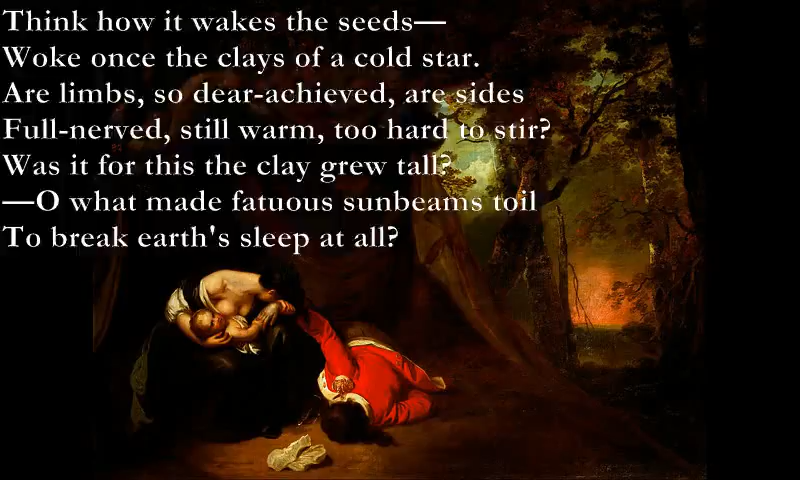 Think how it wakes the seeds—
Woke once the clays of a cold star.
Are limbs, so dear-achieved, are sides
Full-nerved, still warm, too hard to stir?
Was it for this the clay grew tall?
—O what made fatuous sunbeams toil
To break earth's sleep at all?